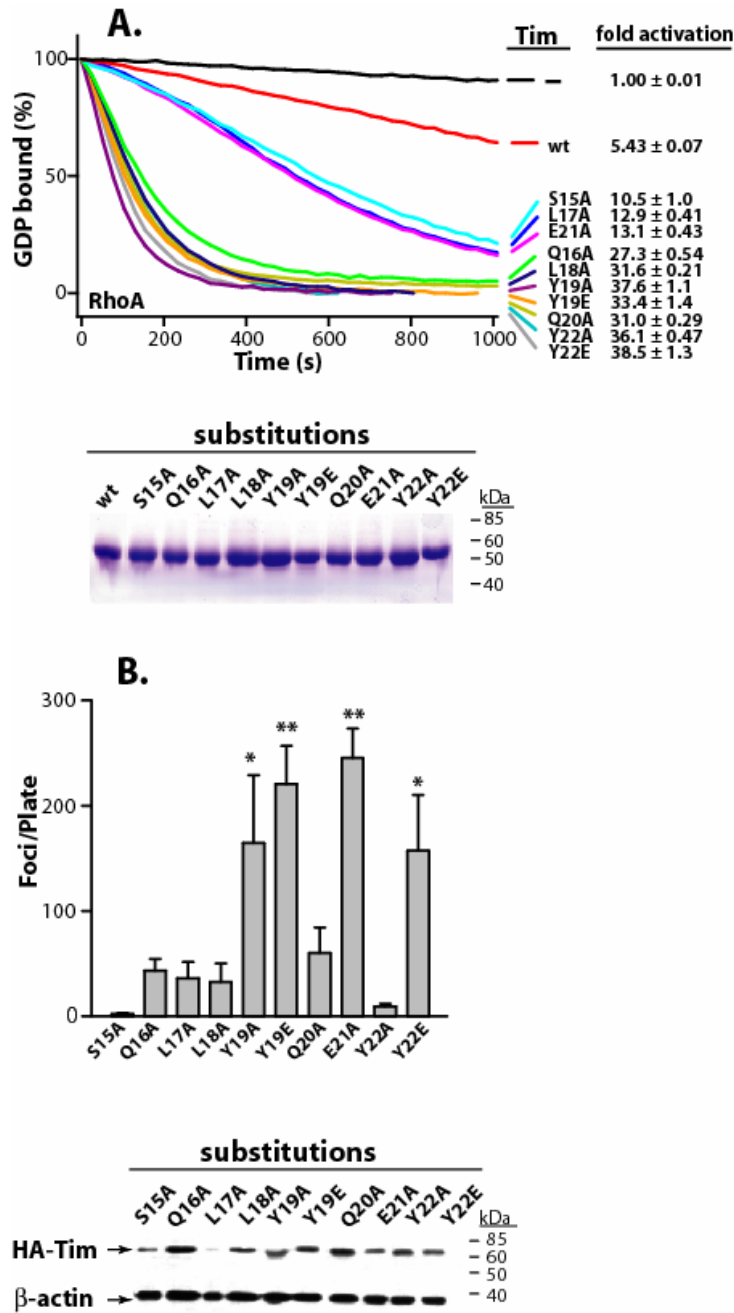 A.
Tim fold activation
100
50
0
GDP bound (%)
RhoA
0 200 400 600 800 1000
Time (s)
– 1.00 ± 0.01
wt 5.43 ± 0.07
S15A 10.5 ± 1.0
L17A 12.9 ± 0.41
E21A 13.1 ± 0.43
Q16A 27.3 ± 0.54
L18A 31.6 ± 0.21
Y19A 37.6 ± 1.1
Y19E 33.4 ± 1.4
Q20A 31.0 ± 0.29
Y22A 36.1 ± 0.47
Y22E 38.5 ± 1.3
substitutions
wt S15A Q16A L17A L18A Y19A Y19E Q20A E21A Y22A Y22E
kDa
85
60
50
40
B.
300
200
100
0
Foci/Plate
* ** ** *
S15A Q16A L17A L18A Y19A Y19E Q20A E21A Y22A Y22E
substitutions
S15A Q16A L17A L18A Y19A Y19E Q20A E21A Y22A Y22E
kDa
85
60
50
40
HA-Tim
β-actin